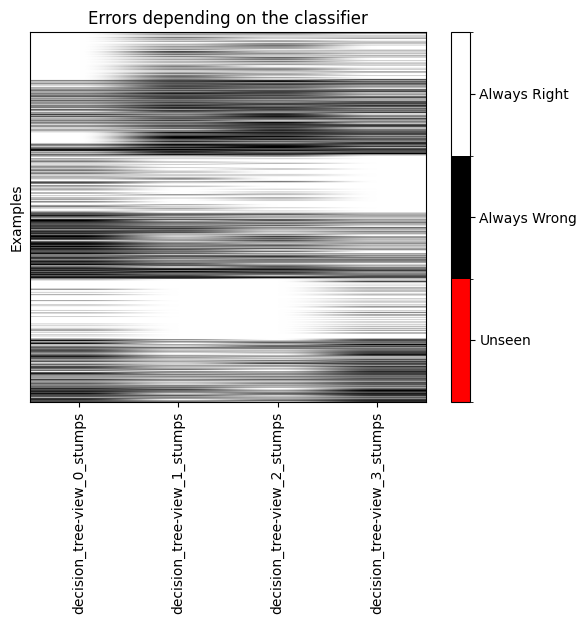 Errors depending on the classifier
Examples
Always Right
Always Wrong
Unseen
decision_tree-view_0_stumps
decision_tree-view_1_stumps
decision_tree-view_2_stumps
decision_tree-view_3_stumps